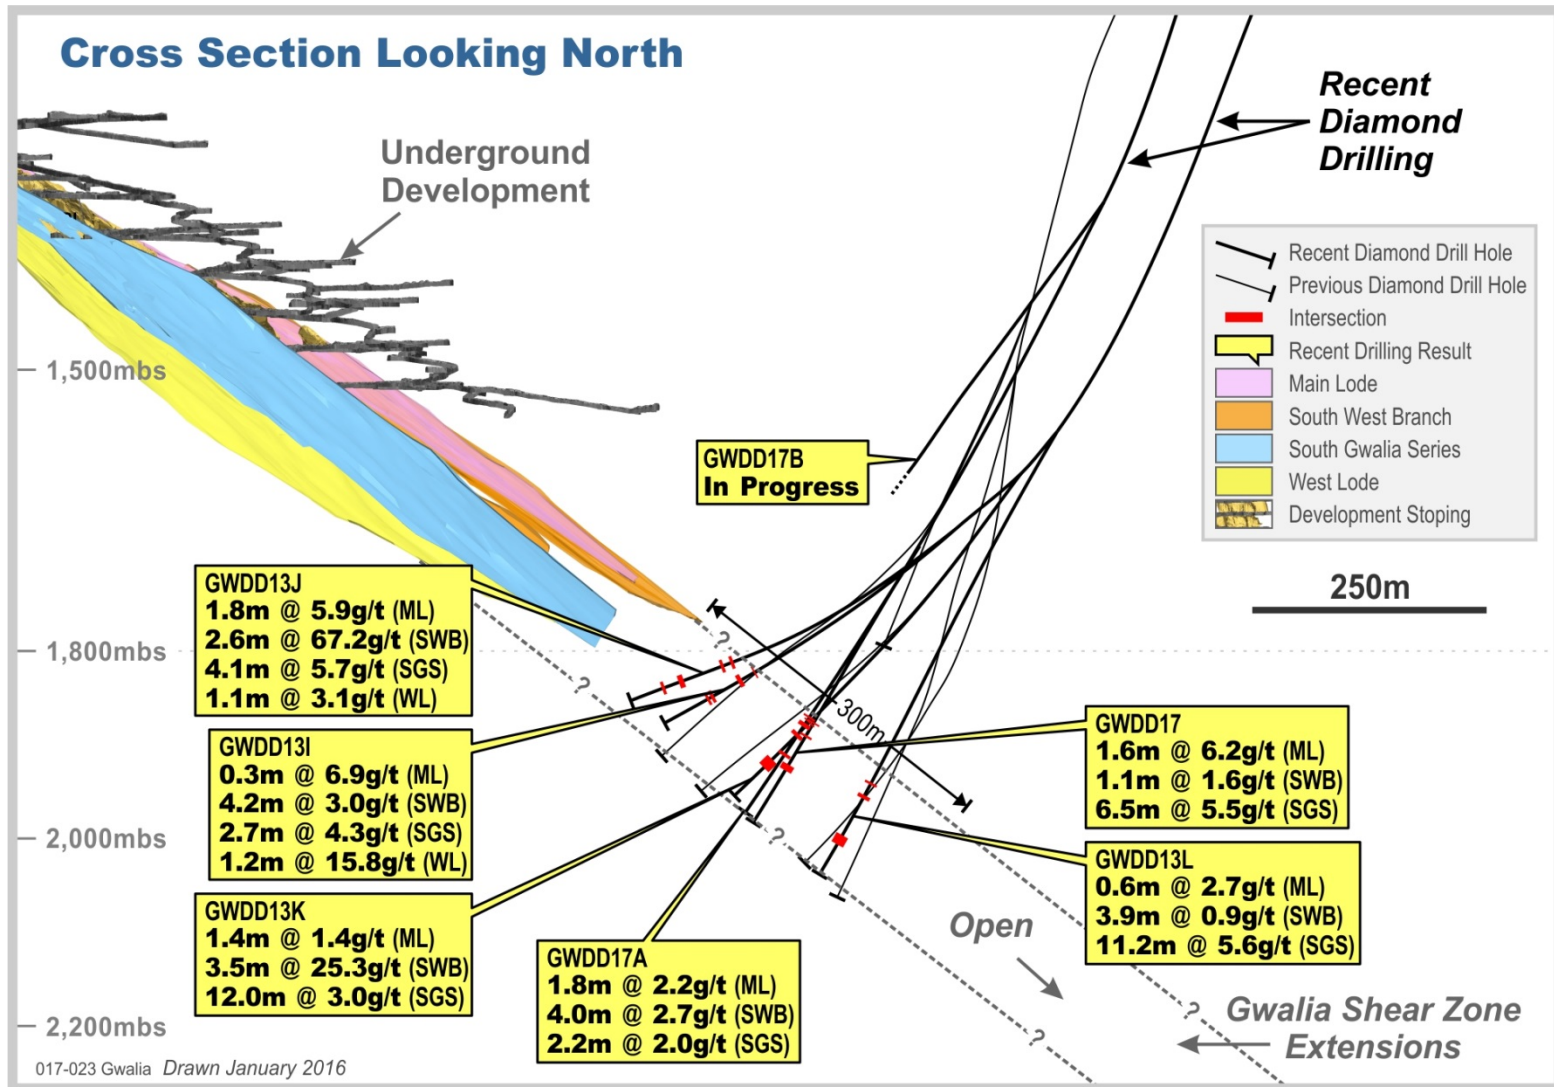 Cross Section Looking North
Recent
Diamond
Drilling
Underground
Development
Recent Diamond Drill Hole
Previous Diamond Drill Hole
Intersection
Recent Drilling Result
Main Lode
South West Branch
South Gwalia Series
West Lode
Development Stoping
1,500mbs
GWDD17B
In Progress
250m
GWDD13J
1.8m @ 5.9g/t (ML)
2.6m @ 67.2g/t (SWB)
4.1m @ 5.7g/t (SGS)
1.1m @ 3.1g/t (WL)
?
1,800mbs
?
300m
GWDD17
1.6m @ 6.2g/t (ML)
1.1m @ 1.6g/t (SWB)
6.5m @ 5.5g/t (SGS)
GWDD13I
0.3m @ 6.9g/t (ML)
4.2m @ 3.0g/t (SWB)
2.7m @ 4.3g/t (SGS)
1.2m @ 15.8g/t (WL)
2,000mbs
?
GWDD13L
0.6m @ 2.7g/t (ML)
3.9m @ 0.9g/t (SWB)
11.2m @ 5.6g/t (SGS)
GWDD13K
1.4m @ 1.4g/t (ML)
3.5m @ 25.3g/t (SWB)
12.0m @ 3.0g/t (SGS)
Open
GWDD17A
1.8m @ 2.2g/t (ML)
4.0m @ 2.7g/t (SWB)
2.2m @ 2.0g/t (SGS)
?
Gwalia Shear Zone
Extensions
2,200mbs
?
017-023 Gwalia Drawn January 2016